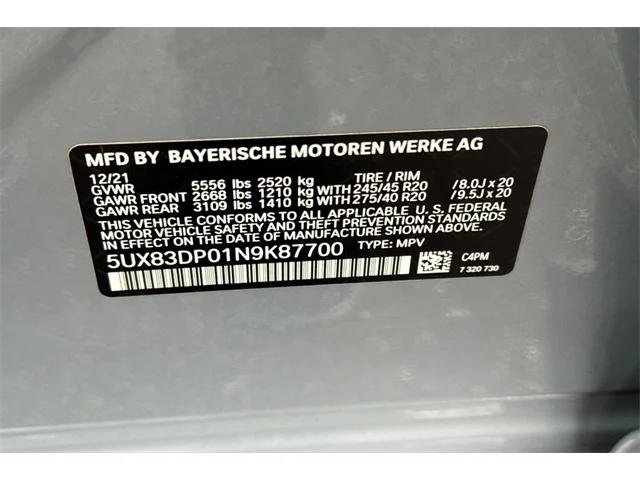 MFD BY BAYERISCHE MOTOREN WERKE AG
12/21 TIRE / RIM
GVWR 5556 lbs 2520 kg
GAWR FRONT 2668 lbs 1210 kg WITH 245/45 R20 /8.0J x 20
GAWR REAR 3109 lbs 1410 kg WITH 275/40 R20 /9.5J x 20
THIS VEHICLE CONFORMS TO ALL APPLICABLE U.S. FEDERAL
MOTOR VEHICLE SAFETY, BUMPER, AND THEFT PREVENTION
STANDARDS IN EFFECT ON THE DATE OF MANUFACTURE SHOWN ABOVE.
5UX83DP01N9K87700 TYPE: MPV C4PM
7 320 730